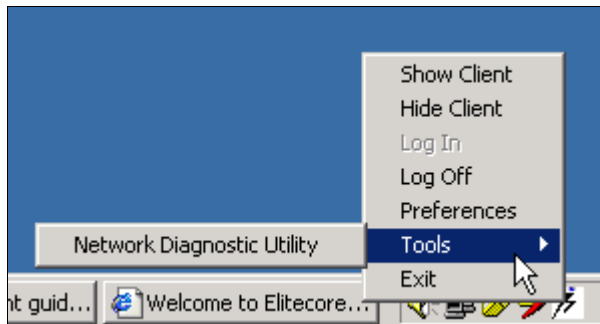 Show Client
Hide Client
Log In
Log Off
Preferences
Network Diagnostic Utility
Tools
Exit
nt guid...
Welcome to Elitecore...